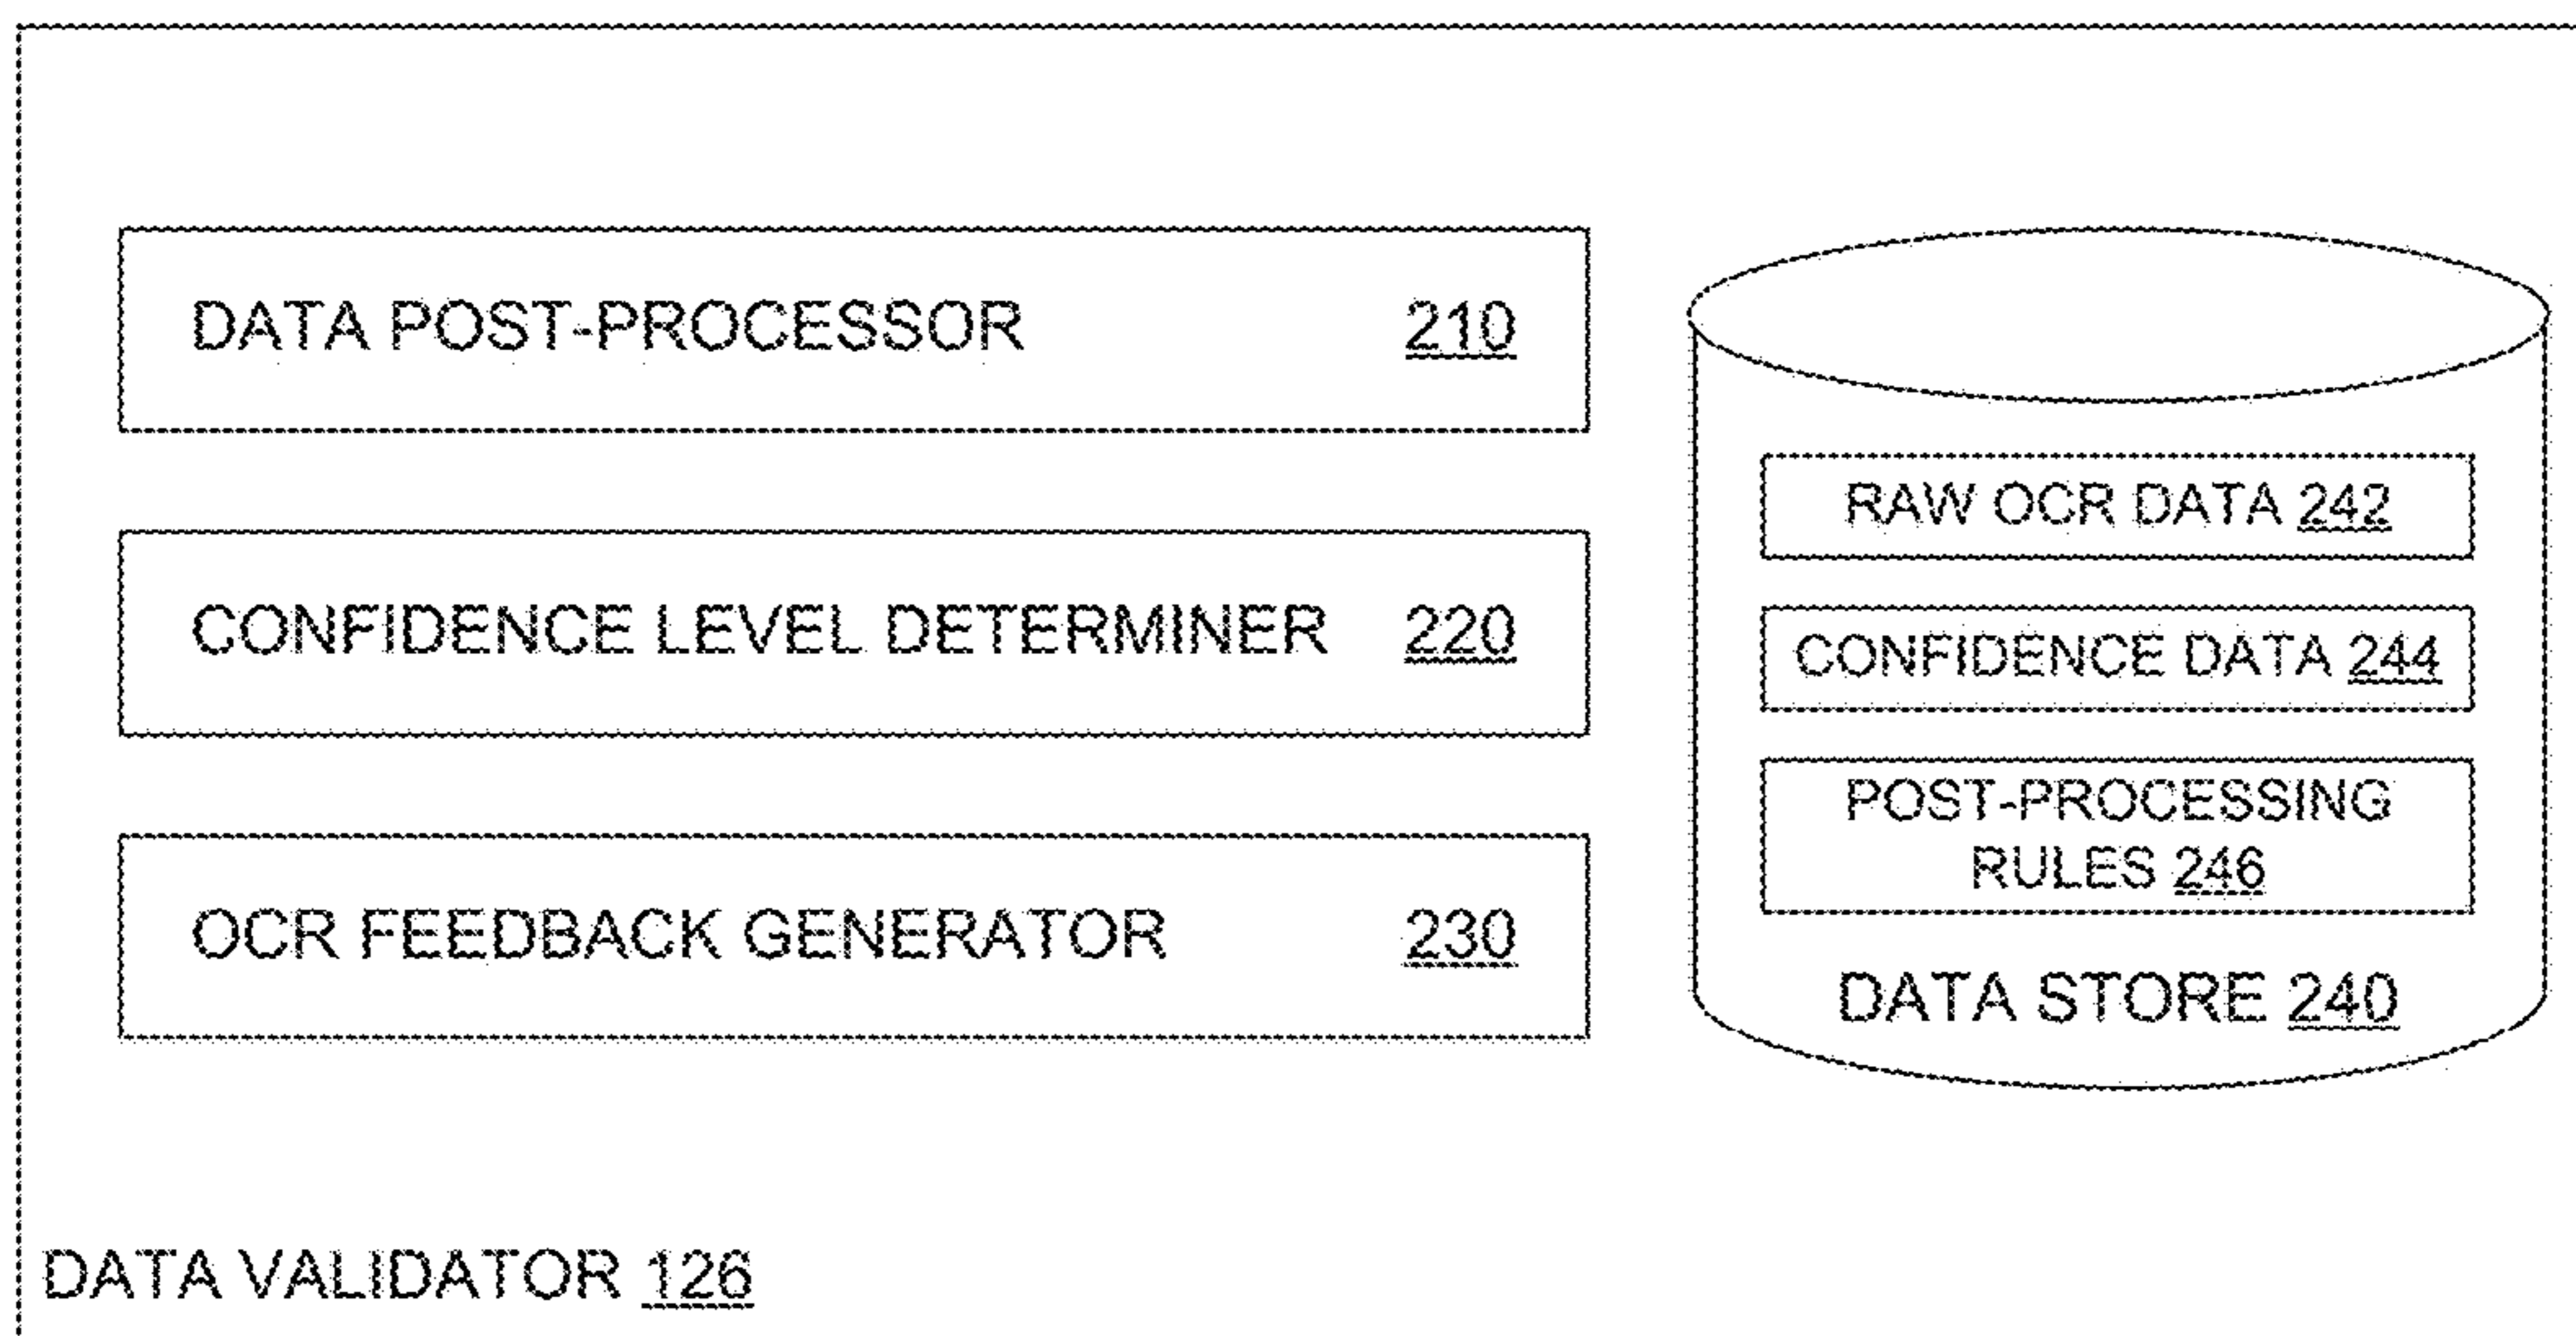 DATA POST-PROCESSOR 210
CONFIDENCE LEVEL DETERMINER 220
OCR FEEDBACK GENERATOR 230
RAW OCR DATA 242
CONFIDENCE DATA 244
POST-PROCESSING
RULES 246
DATA STORE 240
DATA VALIDATOR 126